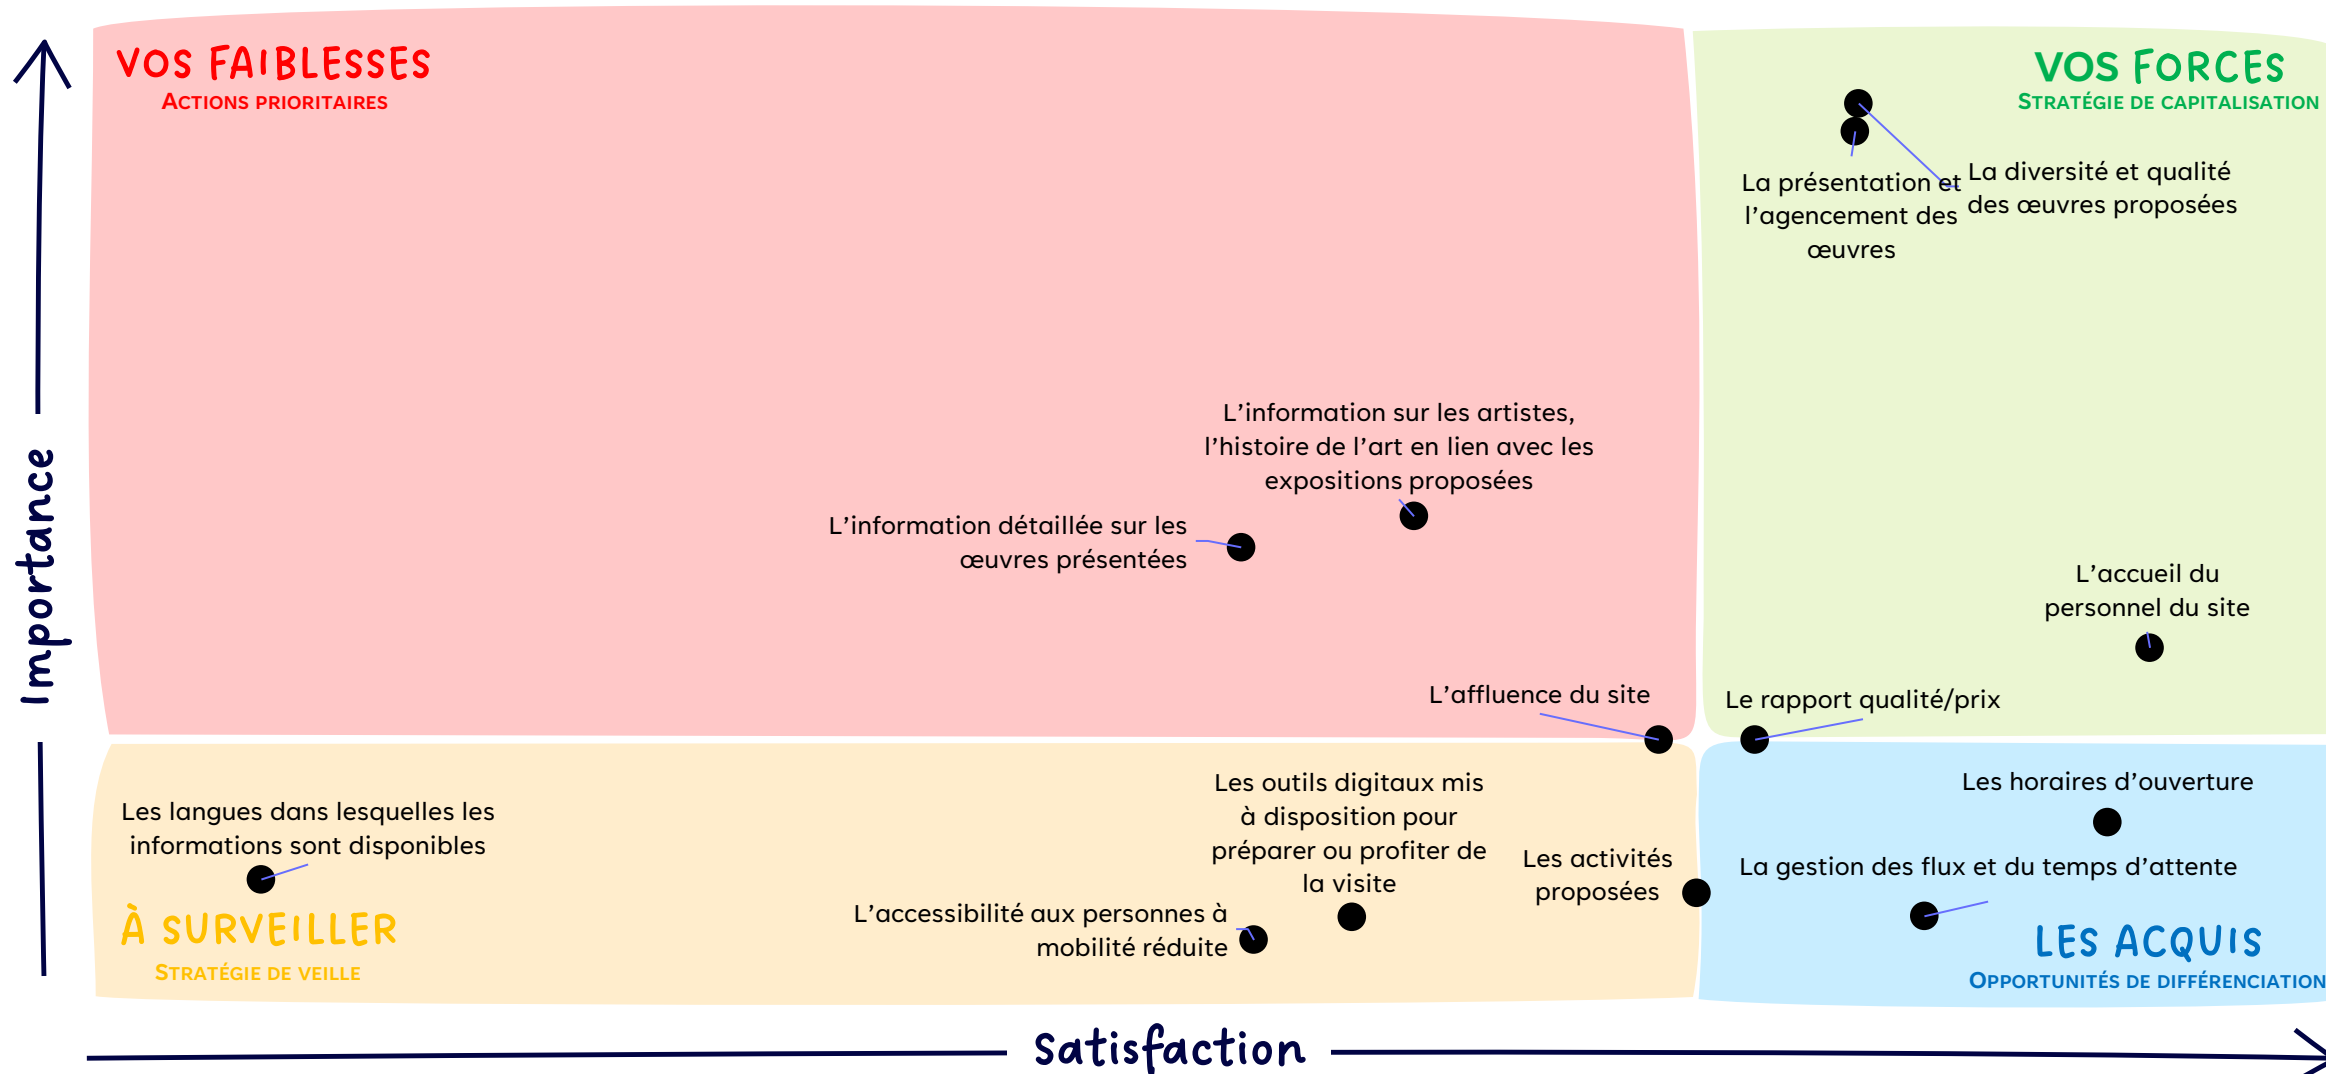 VOS FAIBLESSES
ACTIONS PRIORITAIRES
VOS FORCES
STRATÉGIE DE CAPITALISATION
La présentation et
l’agencement des
œuvres
La diversité et qualité
des œuvres proposées
L’information sur les artistes,
l’histoire de l’art en lien avec les
expositions proposées
L’information détaillée sur les
œuvres présentées
L’accueil du
personnel du site
L’affluence du site
Le rapport qualité/prix
Importance
Les langues dans lesquelles les
informations sont disponibles
Les outils digitaux mis
à disposition pour
préparer ou profiter de
la visite
Les activités
proposées
Les horaires d’ouverture
La gestion des flux et du temps d’attente
L’accessibilité aux personnes à
mobilité réduite
À SURVEILLER
STRATÉGIE DE VEILLE
LES ACQUIS
OPPORTUNITÉS DE DIFFÉRENCIATION
Satisfaction